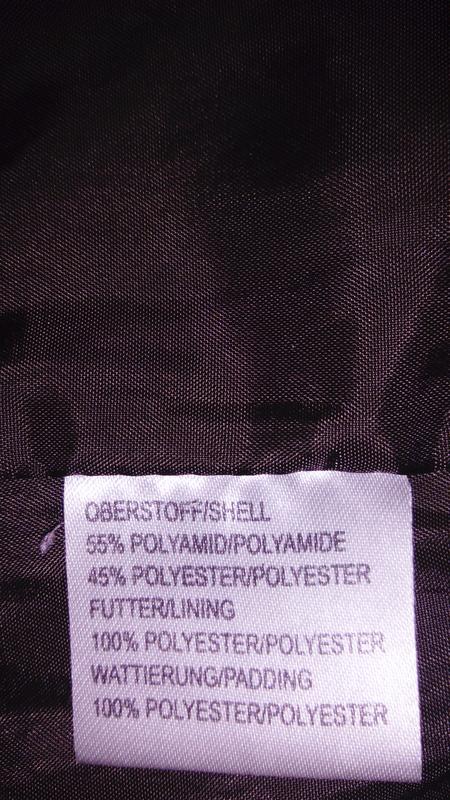 OBERSTOFF/SHELL
55% POLYAMID/POLYAMIDE
45% POLYESTER/POLYESTER
FUTTER/LINING
100% POLYESTER/POLYESTER
WATTIERUNG/PADDING
100% POLYESTER/POLYESTER